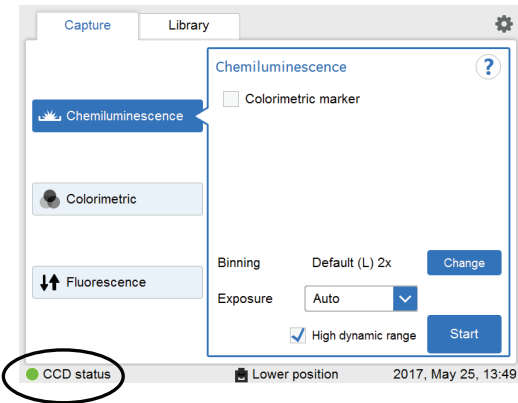 Capture Library
Chemiluminescence ?
Colorimetric marker
Chemiluminescence
Colorimetric
Fluorescence
Binning Default (L) 2x Change
Exposure Auto
High dynamic range Start
CCD status Lower position 2017, May 25, 13:49